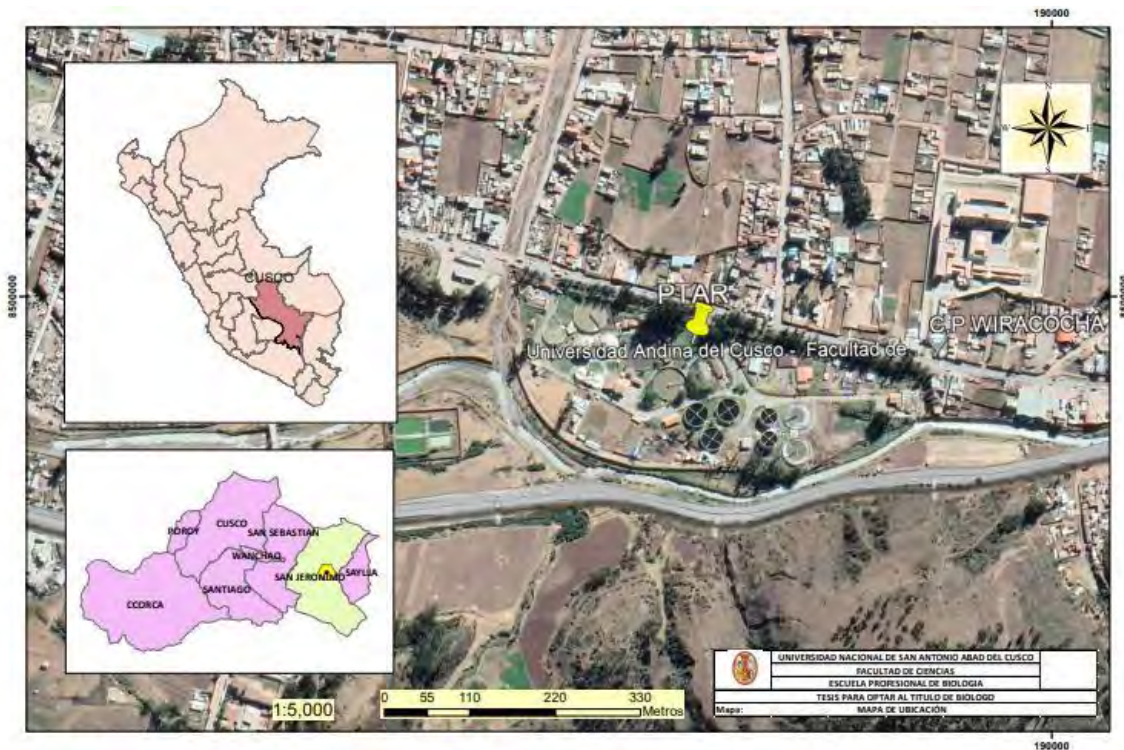 190000
8500000
CUSCO
PTAR
C.P WIRACOCHA
Universidad Andina del Cusco - Facultad de
W E
N
POROY
CUSCO
SAN SEBASTIAN
WANCHAQ
SAN JERONIMO
SAYLLA
SANTIAGO
CCORCA
1:5,000
0 55 110 220 330
Metros
UNIVERSIDAD NACIONAL DE SAN ANTONIO ABAD DEL CUSCO
FACULTAD DE CIENCIAS
ESCUELA PROFESIONAL DE BIOLOGIA
TESIS PARA OPTAR AL TITULO DE BIOLOGO
Mapa: MAPA DE UBICACIÓN
190000